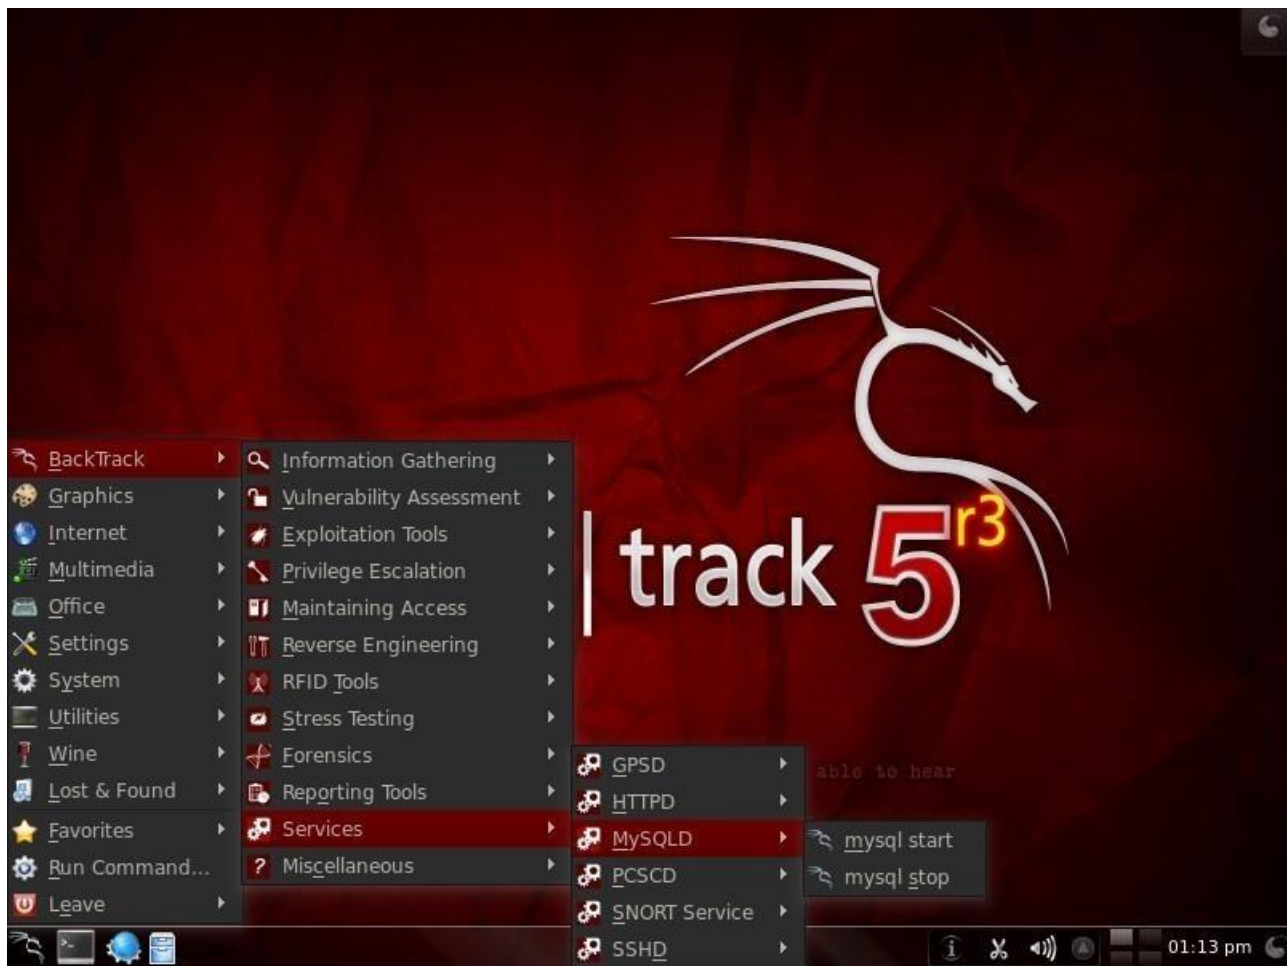 BackTrack
Graphics
Internet
Multimedia
Office
Settings
System
Utilities
Wine
Lost & Found
Favorites
Run Command...
Leave
Information Gathering
Vulnerability Assessment
Exploitation Tools
Privilege Escalation
Maintaining Access
Reverse Engineering
RFID Tools
Stress Testing
Forensics
Reporting Tools
Services
Miscellaneous
GPSD
HTTPD
MySQLD
PCSCD
SNORT Service
SSHD
mysql start
mysql stop
| track 5 r3
able to hear
01:13 pm